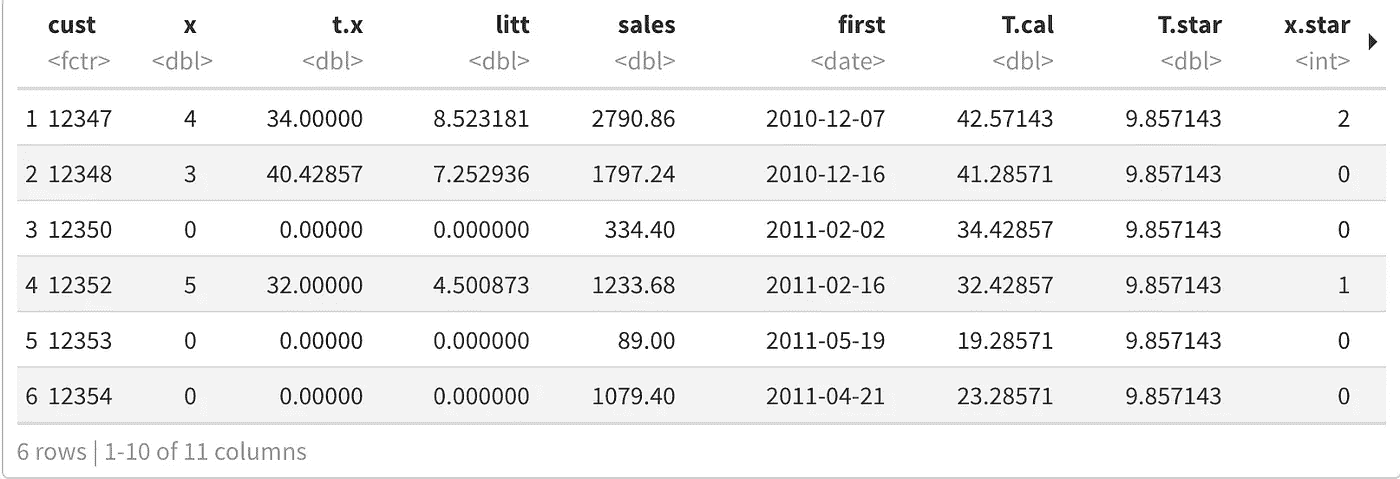 cust x t.x litt sales first T.cal T.star x.star
<fctr> <dbl> <dbl> <dbl> <dbl> <date> <dbl> <dbl> <int>
1 12347 4 34.00000 8.523181 2790.86 2010-12-07 42.57143 9.857143 2
2 12348 3 40.42857 7.252936 1797.24 2010-12-16 41.28571 9.857143 0
3 12350 0 0.00000 0.000000 334.40 2011-02-02 34.42857 9.857143 0
4 12352 5 32.00000 4.500873 1233.68 2011-02-16 32.42857 9.857143 1
5 12353 0 0.00000 0.000000 89.00 2011-05-19 19.28571 9.857143 0
6 12354 0 0.00000 0.000000 1079.40 2011-04-21 23.28571 9.857143 0
6 rows | 1-10 of 11 columns